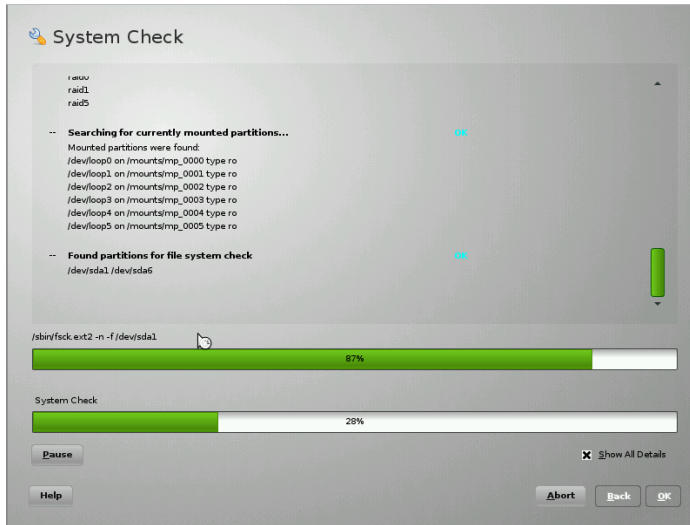 System Check
raid0
raid1
raid5
-- Searching for currently mounted partitions... OK
Mounted partitions were found:
/dev/loop0 on /mounts/mp_0000 type ro
/dev/loop1 on /mounts/mp_0001 type ro
/dev/loop2 on /mounts/mp_0002 type ro
/dev/loop3 on /mounts/mp_0003 type ro
/dev/loop4 on /mounts/mp_0004 type ro
/dev/loop5 on /mounts/mp_0005 type ro
-- Found partitions for file system check OK
/dev/sda1 /dev/sda6
/sbin/fsck.ext2 -n -f /dev/sda1
87%
System Check
28%
Pause
Show All Details
Help
Abort
Back
OK